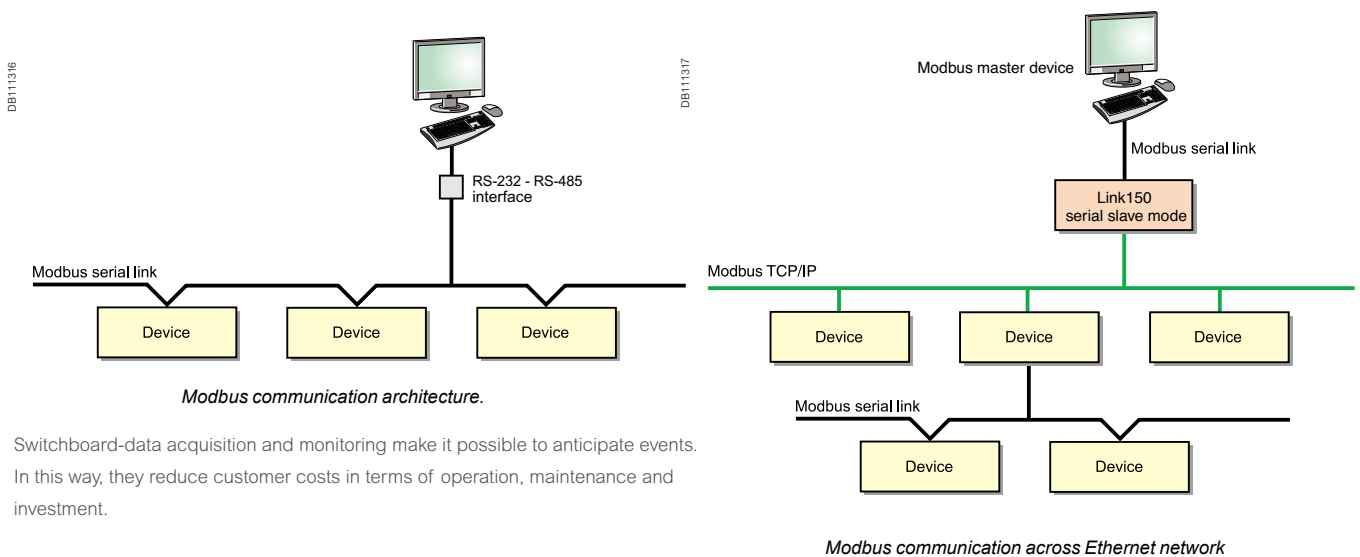 DB111316
RS-232 - RS-485
interface
Modbus serial link
Device
Device
Device
Modbus communication architecture.
Switchboard-data acquisition and monitoring make it possible to anticipate events.
In this way, they reduce customer costs in terms of operation, maintenance and
investment.
DB111317
Modbus master device
Modbus serial link
Link150
serial slave mode
Modbus TCP/IP
Device
Device
Device
Modbus serial link
Device
Device
Modbus communication across Ethernet network